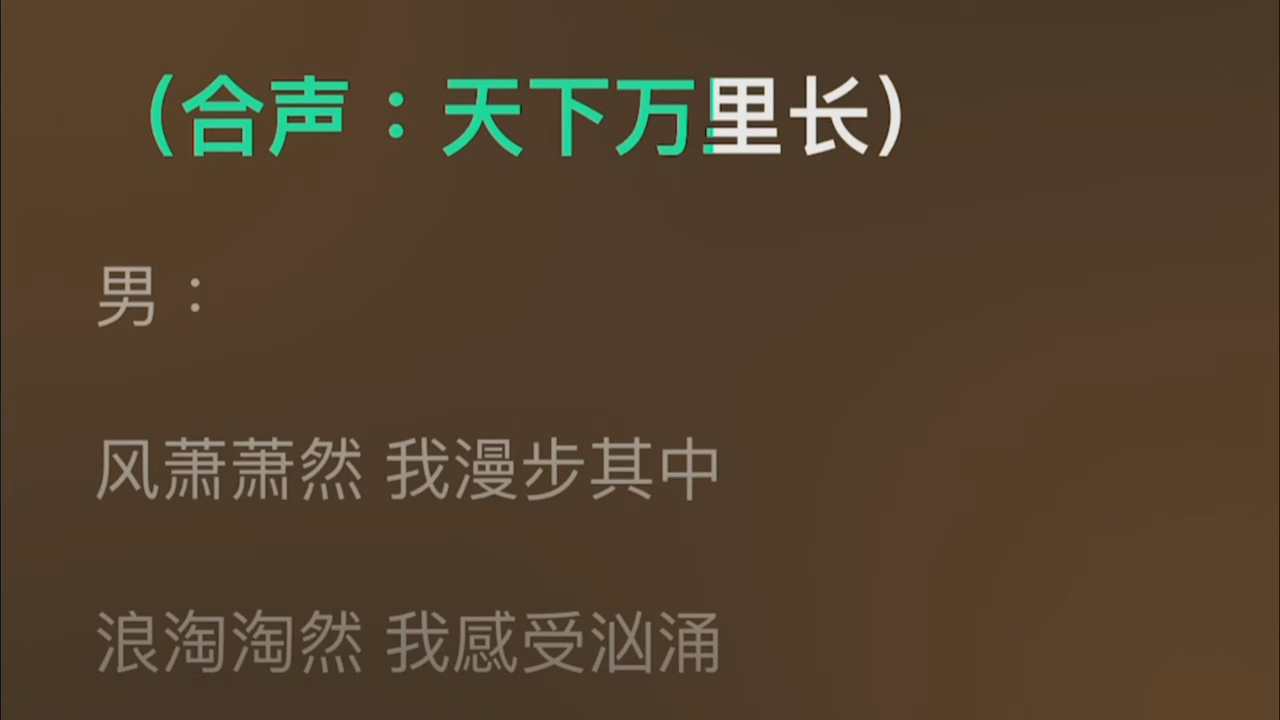 （合声：天下万里长）
男：
风萧萧然 我漫步其中
浪淘淘然 我感受汹涌